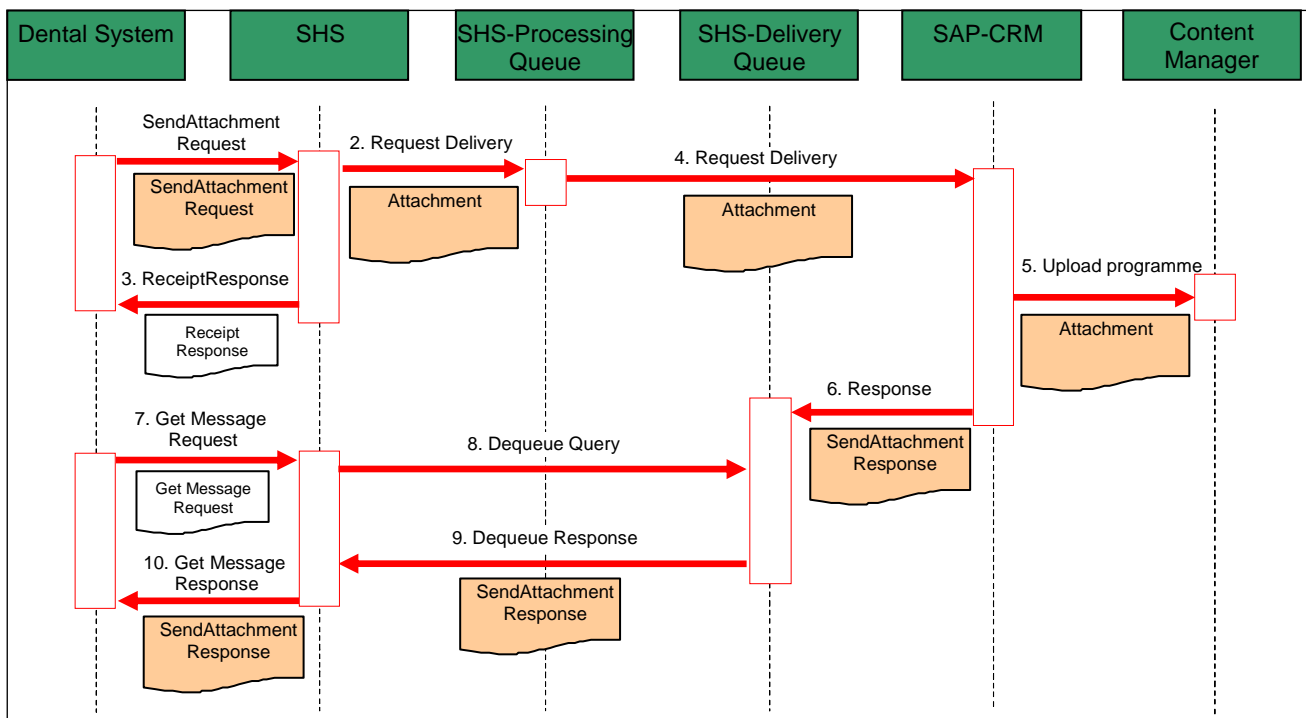 Dental System
SHS
SHS-Processing
Queue
SHS-Delivery
Queue
SAP-CRM
Content
Manager
SendAttachment
Request
2. Request Delivery
4. Request Delivery
SendAttachment
Request
Attachment
Attachment
3. ReceiptResponse
5. Upload programme
Receipt
Response
Attachment
6. Response
7. Get Message
Request
8. Dequeue Query
SendAttachment
Response
Get Message
Request
9. Dequeue Response
10. Get Message
Response
SendAttachment
Response
SendAttachment
Response